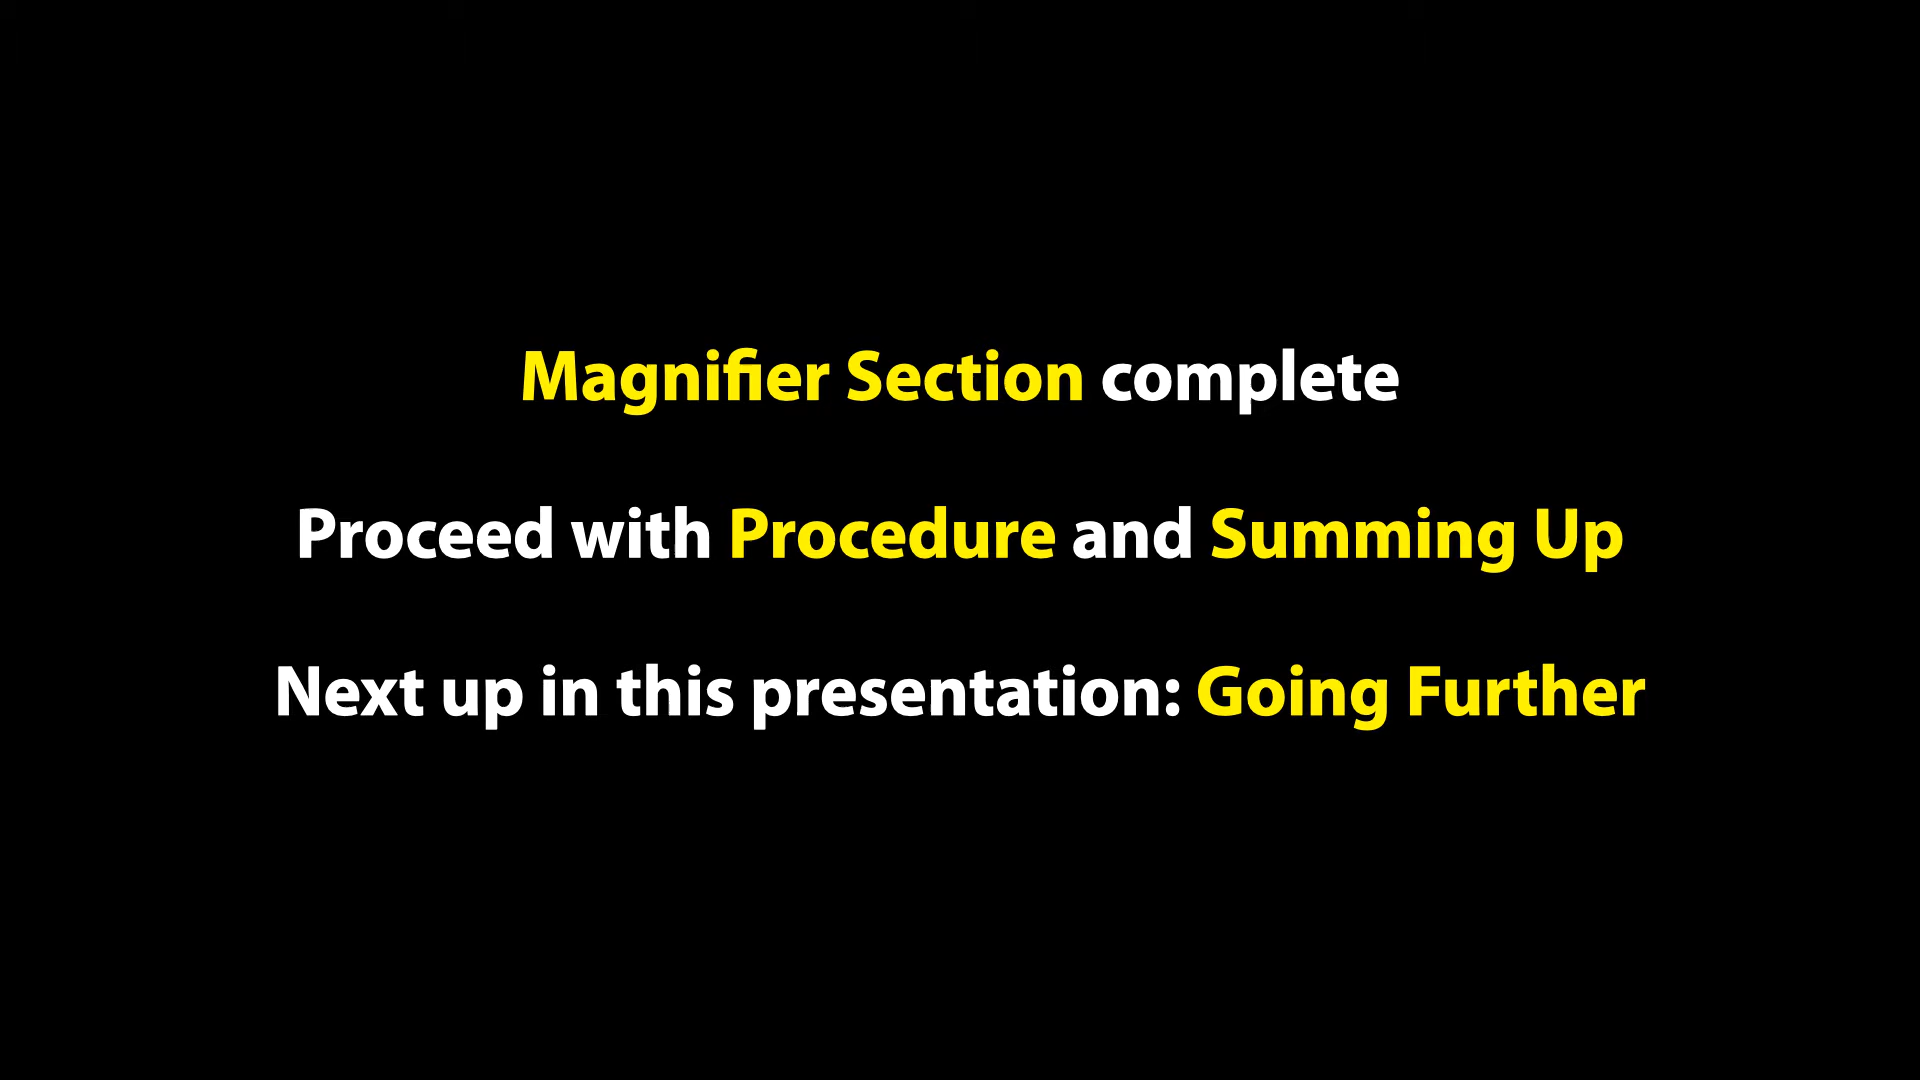 Magnifier Section complete
Proceed with Procedure and Summing Up
Next up in this presentation: Going Further